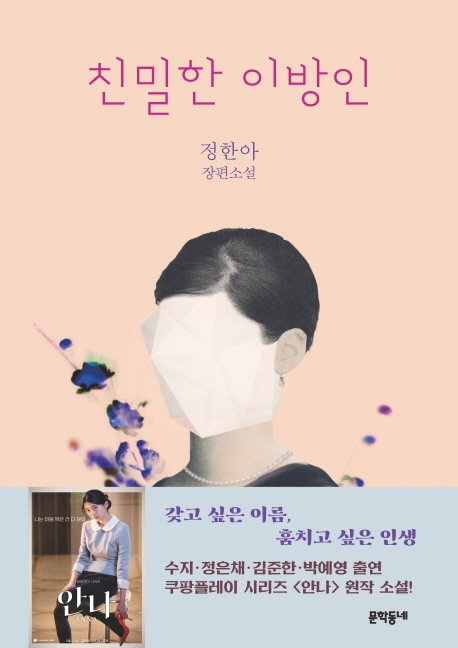 친밀한 이방인
정한아
장편소설
갖고 싶은 이름,
훔치고 싶은 인생
수지·정은채·김준한·박예영 출연
쿠팡플레이 시리즈 〈안나〉 원작 소설!
문학동네
안나
ANNA